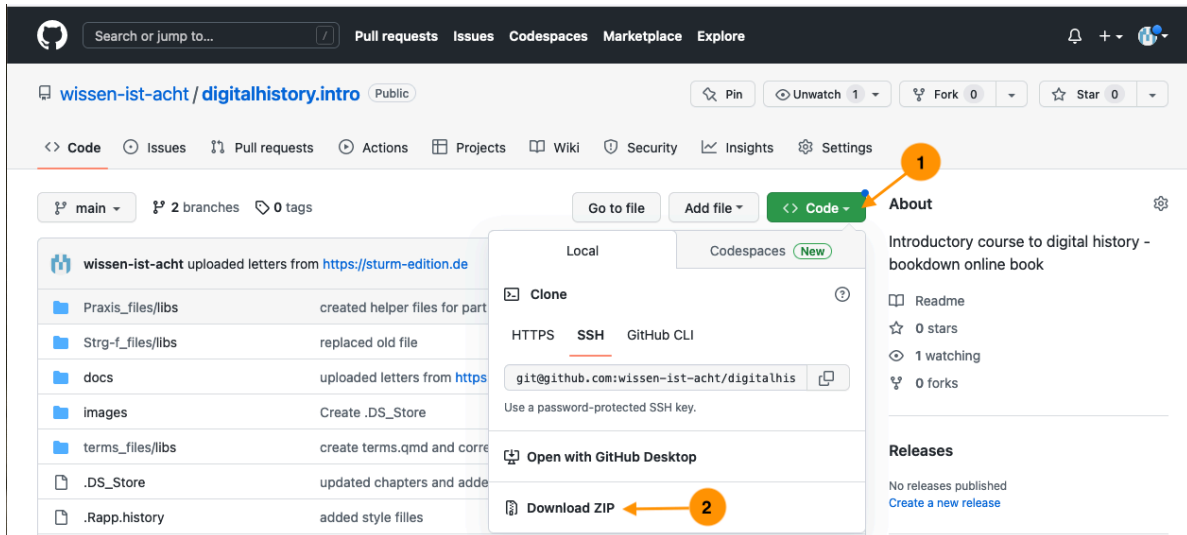 Search or jump to... / Pull requests Issues Codespaces Marketplace Explore
wissen-ist-acht / digitalhistory.intro Public Pin Unwatch 1 Fork 0 Star 0
<> Code Issues Pull requests Actions Projects Wiki Security Insights Settings
1
main 2 branches 0 tags Go to file Add file <> Code About
Introductory course to digital history -
bookdown online book
Local Codespaces New
wissen-ist-acht uploaded letters from https://sturm-edition.de
Clone
Readme
Praxis_files/libs created helper files for part
0 stars
HTTPS SSH GitHub CLI
Strg-f_files/libs replaced old file
1 watching
docs uploaded letters from https
git@github.com:wissen-ist-acht/digitalhis
0 forks
images Create .DS_Store
Use a password-protected SSH key.
terms_files/libs create terms.qmd and corre
Open with GitHub Desktop
Releases
.DS_Store updated chapters and adde
No releases published
Create a new release
Download ZIP 2
.Rapp.history added style filles